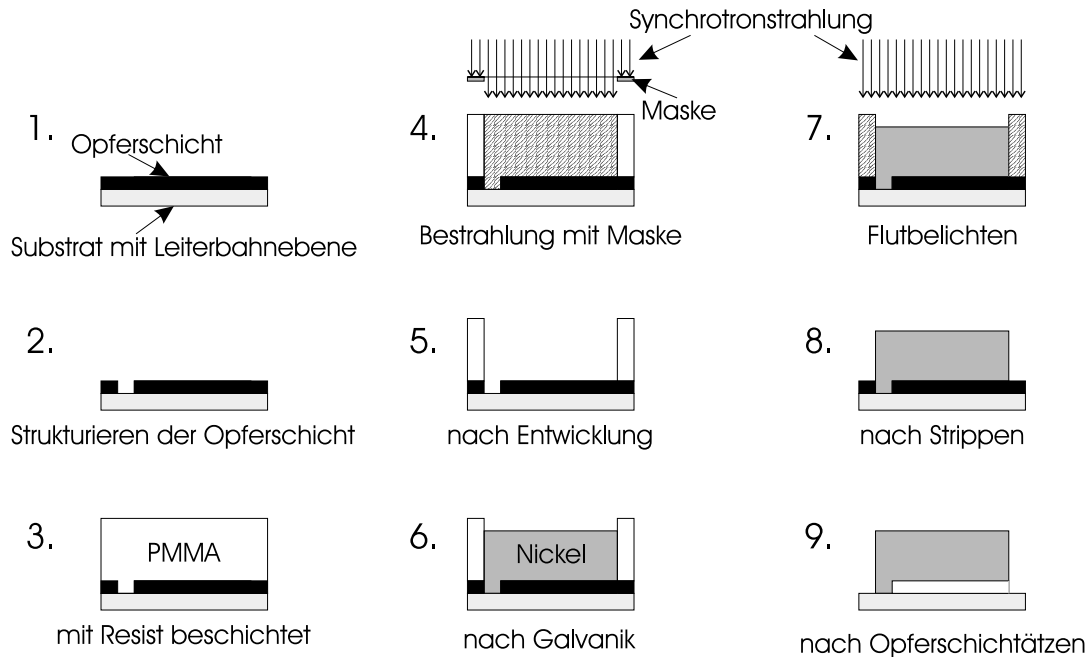 1.
Opferschicht
Substrat mit Leiterbahnebene
2.
Strukturieren der Opferschicht
3.
PMMA
mit Resist beschichtet
Synchrotronstrahlung
Maske
4.
Bestrahlung mit Maske
5.
nach Entwicklung
6.
Nickel
nach Galvanik
7.
Flutbelichten
8.
nach Strippen
9.
nach Opferschichtätzen